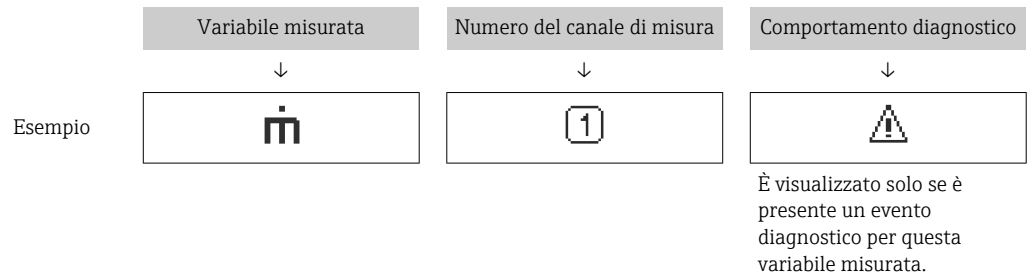 Variabile misurata Numero del canale di misura Comportamento diagnostico
↓ ↓ ↓
Esempio ṁ 1 ⚠
È visualizzato solo se è
presente un evento
diagnostico per questa
variabile misurata.